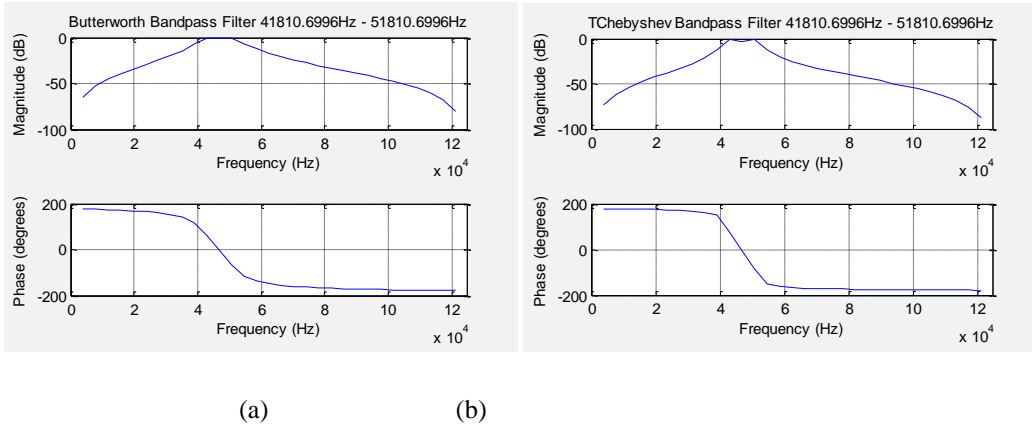 Butterworth Bandpass Filter 41810.6996Hz - 51810.6996Hz
Magnitude (dB)
0
-50
-100
0 2 4 6 8 10 12
Frequency (Hz)
x 10^4
Phase (degrees)
200
0
-200
0 2 4 6 8 10 12
Frequency (Hz)
x 10^4
TChebyshev Bandpass Filter 41810.6996Hz - 51810.6996Hz
Magnitude (dB)
0
-50
-100
0 2 4 6 8 10 12
Frequency (Hz)
x 10^4
Phase (degrees)
200
0
-200
0 2 4 6 8 10 12
Frequency (Hz)
x 10^4
(a) (b)